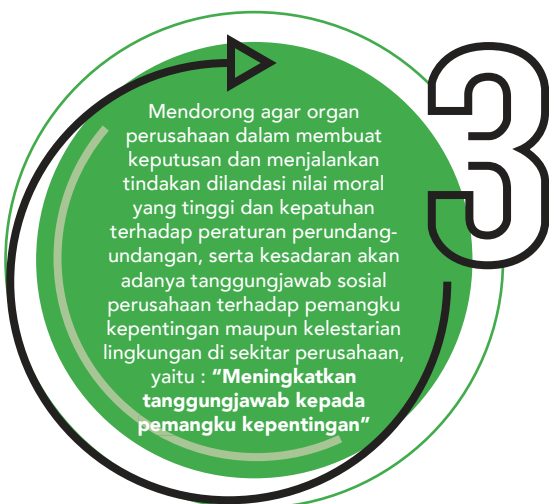 3
Mendorong agar organ
perusahaan dalam membuat
keputusan dan menjalankan
tindakan dilandasi nilai moral
yang tinggi dan kepatuhan
terhadap peraturan perundang-
undangan, serta kesadaran akan
adanya tanggungjawab sosial
perusahaan terhadap pemangku
kepentingan maupun kelestarian
lingkungan di sekitar perusahaan,
yaitu : "Meningkatkan
tanggungjawab kepada
pemangku kepentingan"